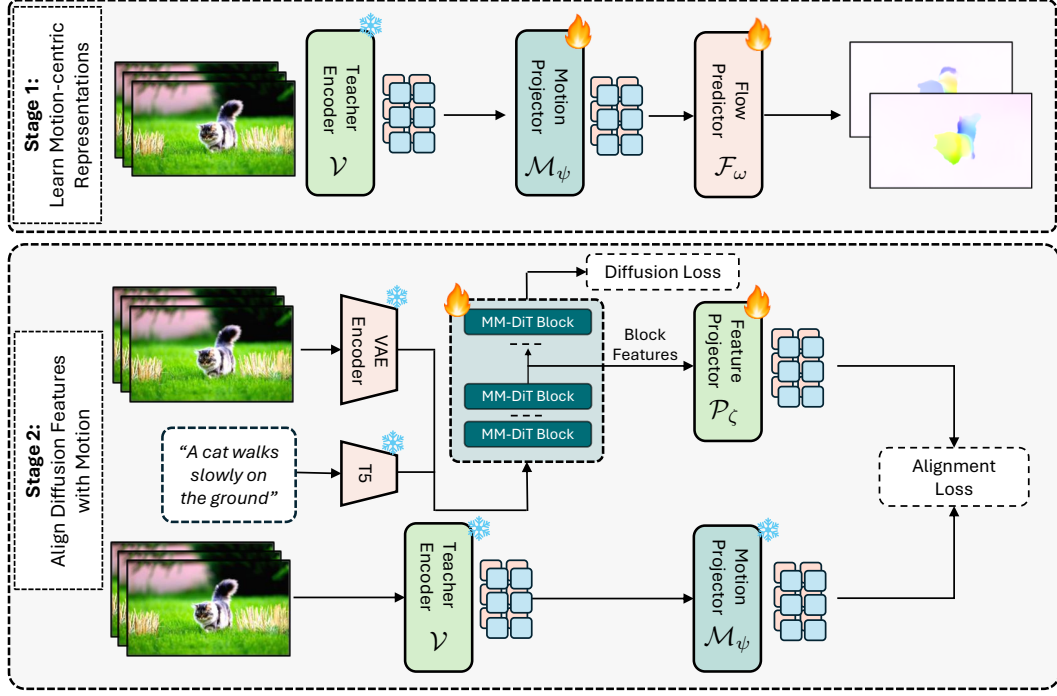 Stage 1:
Learn Motion-centric
Representations
Teacher
Encoder
𝒱
Motion
Projector
ℳ_ψ
Flow
Predictor
ℱ_ω
Stage 2:
Align Diffusion Features
with Motion
VAE
Encoder
“A cat walks
slowly on
the ground”
T5
Diffusion Loss
MM-DiT Block
MM-DiT Block
MM-DiT Block
Block
Features
Feature
Projector
𝒫_ζ
Alignment
Loss
Teacher
Encoder
𝒱
Motion
Projector
ℳ_ψ